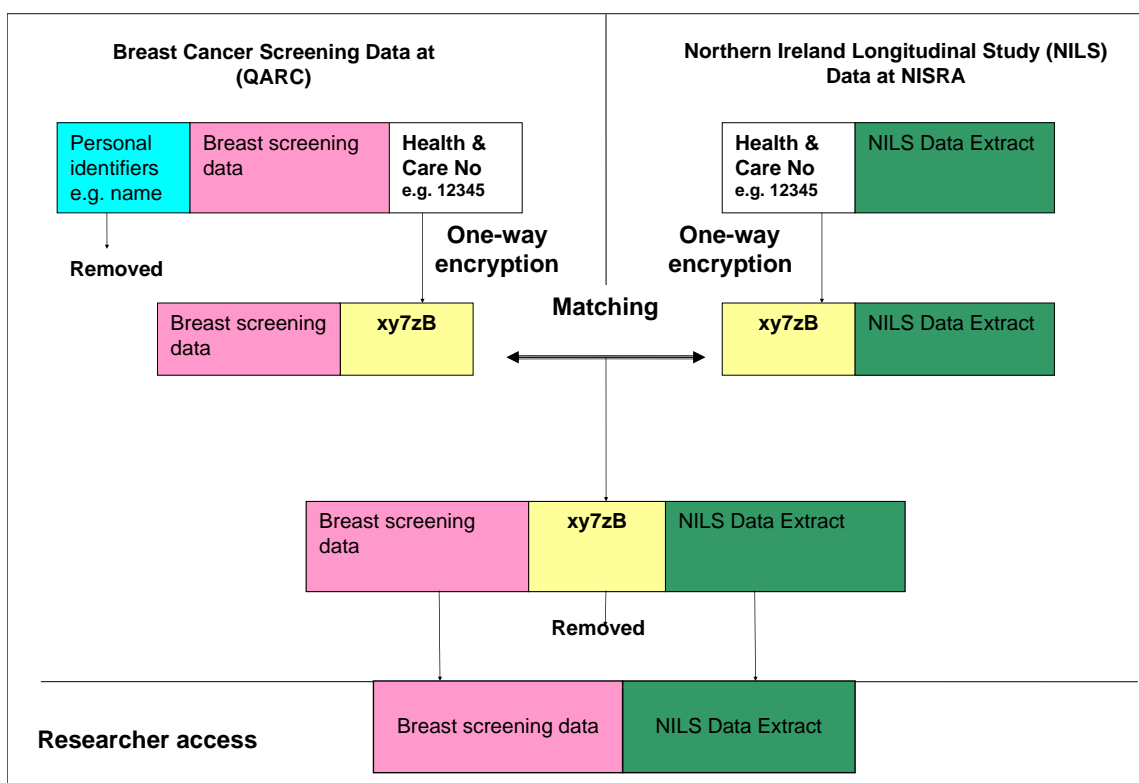 Breast Cancer Screening Data at
(QARC)
Northern Ireland Longitudinal Study (NILS)
Data at NISRA
Personal
identifiers
e.g. name
Breast screening
data
Health &
Care No
e.g. 12345
Health &
Care No
e.g. 12345
NILS Data Extract
Removed
One-way
encryption
One-way
encryption
Breast screening
data
xy7zB
Matching
xy7zB
NILS Data Extract
Breast screening
data
xy7zB
NILS Data Extract
Removed
Researcher access
Breast screening data
NILS Data Extract